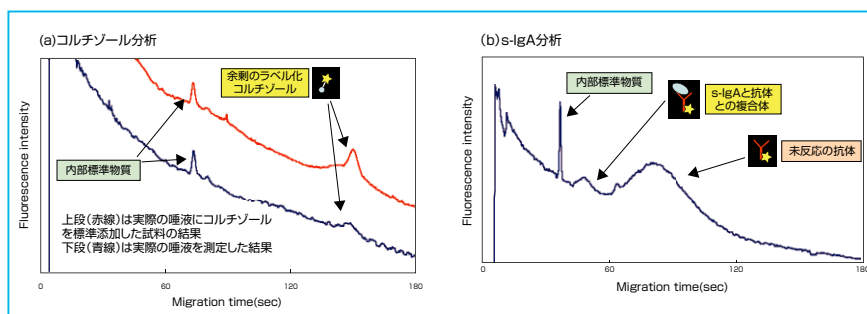 (a)コルチゾール分析
余剰のラベル化
コルチゾール
内部標準物質
上段(赤線)は実際の唾液にコルチゾール
を標準添加した試料の結果
下段(青線)は実際の唾液を測定した結果
Fluorescence intensity
0
60
120
180
Migration time(sec)
(b)s-IgA分析
内部標準物質
s-IgAと抗体
との複合体
未反応の抗体
Fluorescence intensity
0
60
120
180
Migration time(sec)